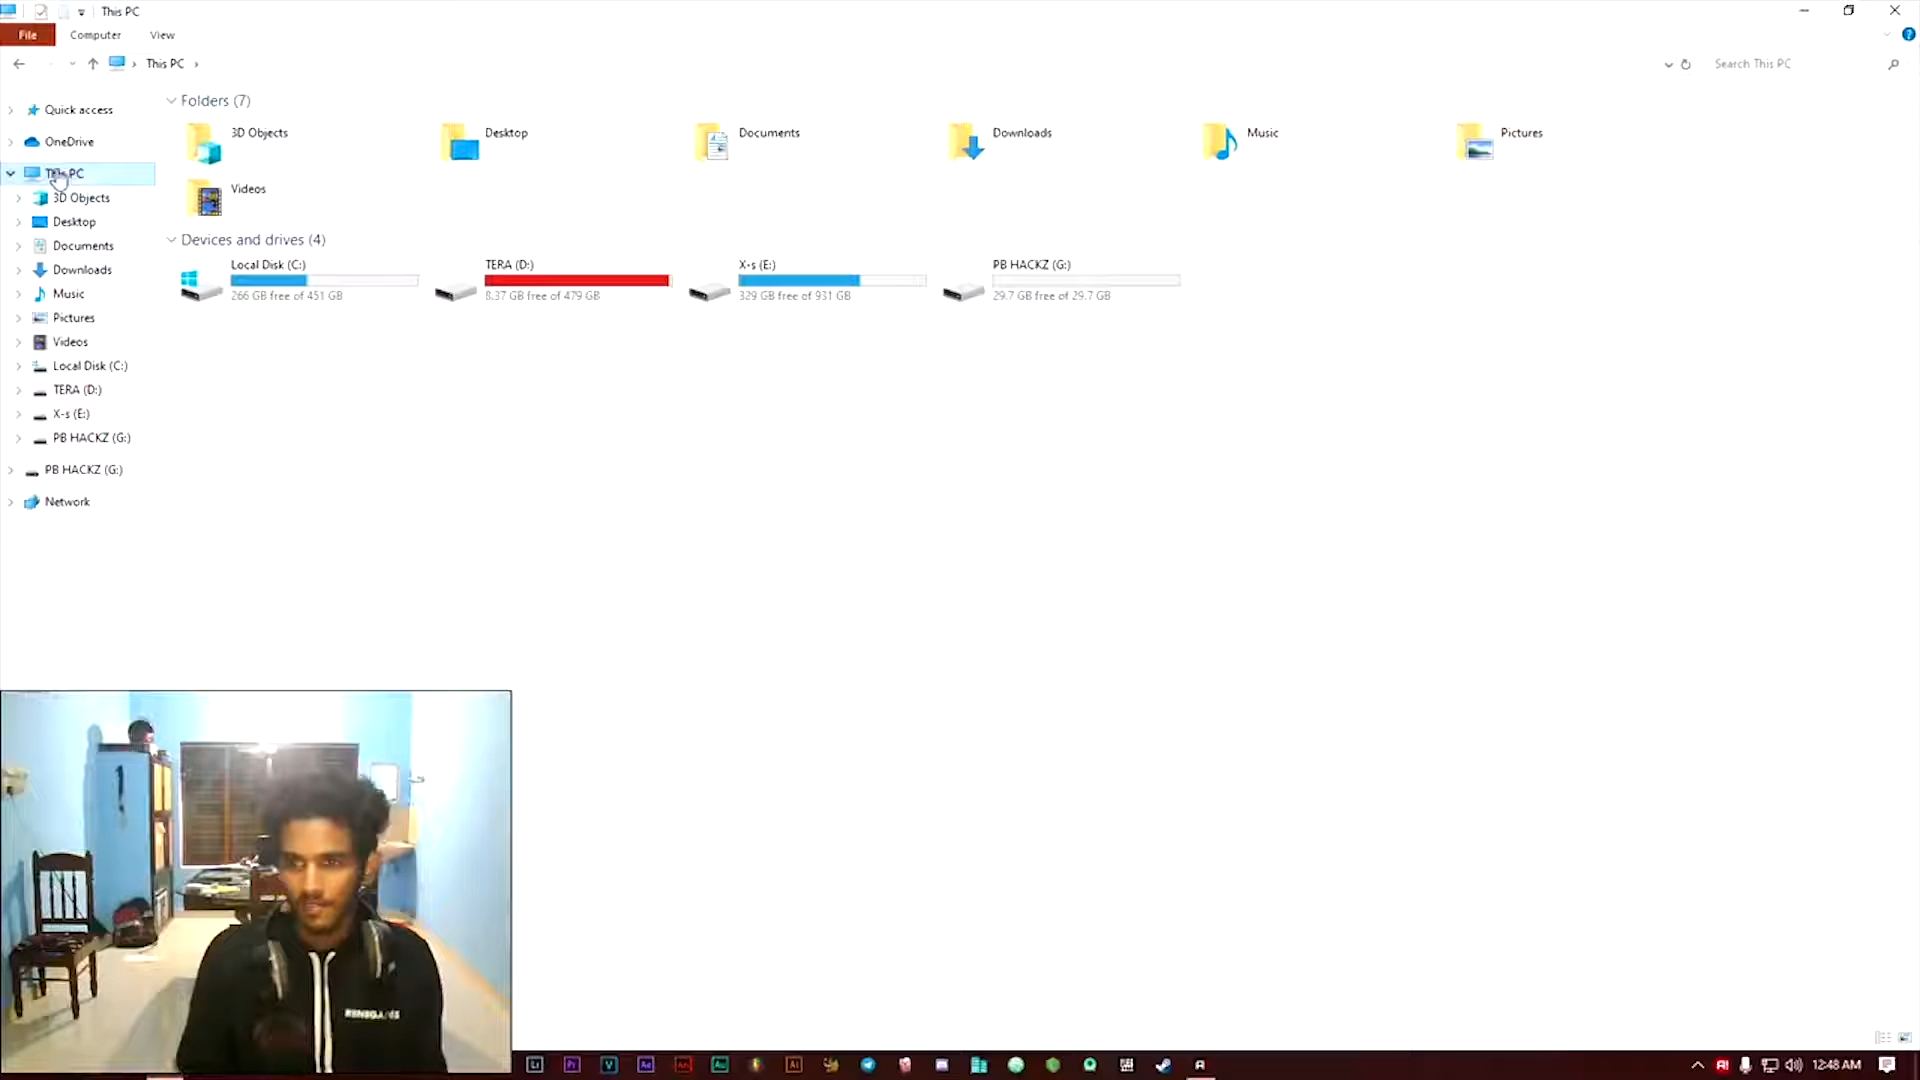 This PC
File Computer View
This PC
Search This PC
Quick access
OneDrive
This PC
3D Objects
Desktop
Documents
Downloads
Music
Pictures
Videos
Local Disk (C:)
TERA (D:)
X-s (E:)
PB HACKZ (G:)
PB HACKZ (G:)
Network
Folders (7)
3D Objects
Desktop
Documents
Downloads
Music
Pictures
Videos
Devices and drives (4)
Local Disk (C:)
266 GB free of 451 GB
TERA (D:)
8.37 GB free of 479 GB
X-s (E:)
329 GB free of 931 GB
PB HACKZ (G:)
29.7 GB free of 29.7 GB
12:48 AM